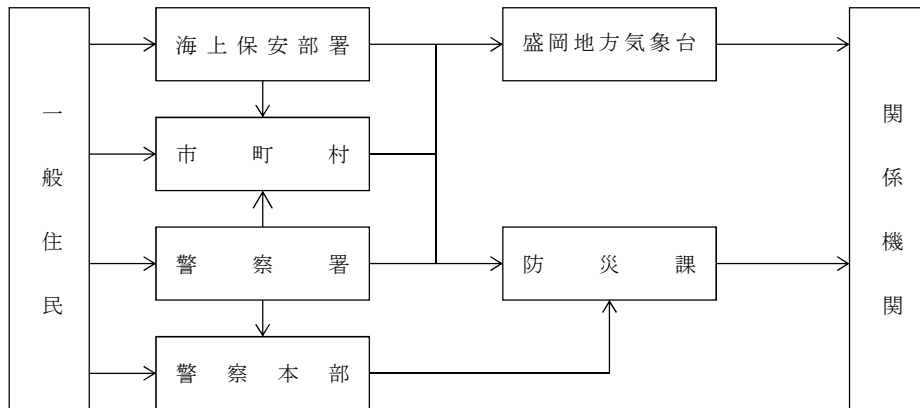 一般住民
海上保安部署
市町村
警察署
警察本部
盛岡地方気象台
防災課
関係機関